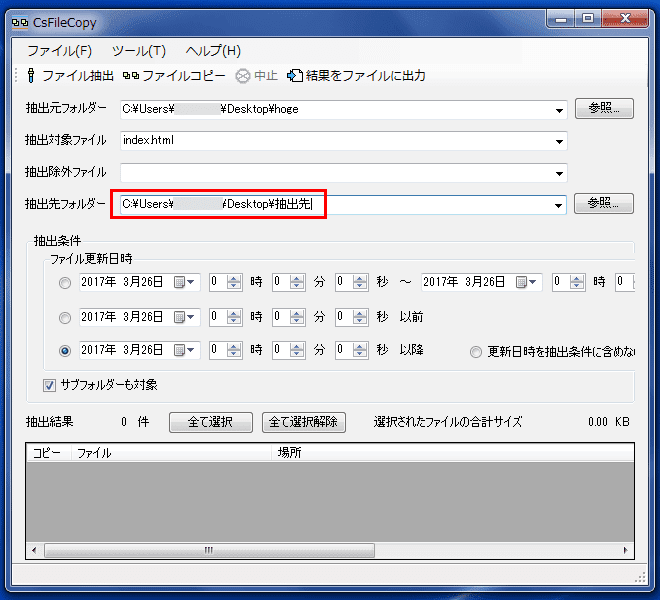 CsFileCopy
ファイル(F) ツール(T) ヘルプ(H)
ファイル抽出 ファイルコピー 中止 結果をファイルに出力
抽出元フォルダー C:¥Users¥ ¥Desktop¥hoge 参照...
抽出対象ファイル index.html
抽出除外ファイル
抽出先フォルダー C:¥Users¥ ¥Desktop¥抽出先 参照...
抽出条件
ファイル更新日時
2017年 3月26日 0 時 0 分 0 秒 ～ 2017年 3月26日 0 時 0
2017年 3月26日 0 時 0 分 0 秒 以前
2017年 3月26日 0 時 0 分 0 秒 以降 更新日時を抽出条件に含めな
サブフォルダーも対象
抽出結果 0 件 全て選択 全て選択解除 選択されたファイルの合計サイズ 0.00 KB
コピー ファイル 場所